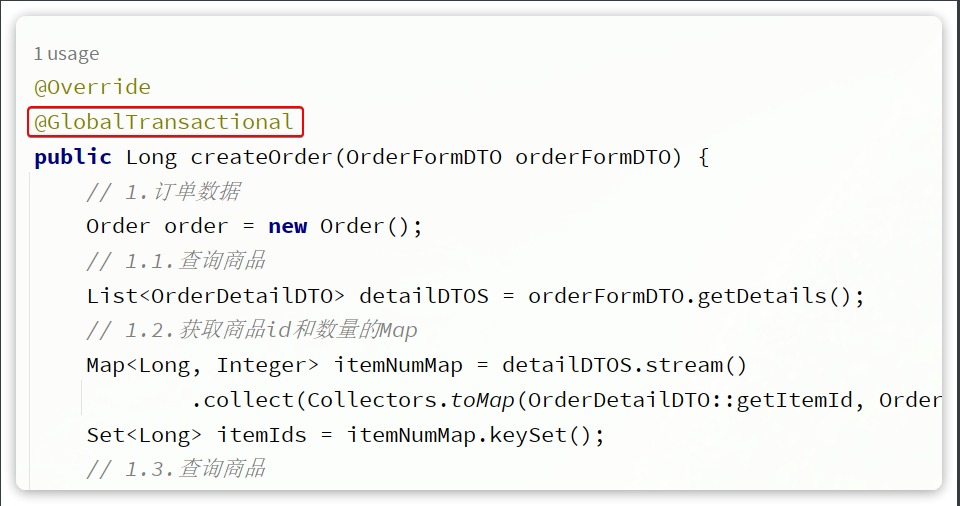 1 usage
@Override
@GlobalTransactional
public Long createOrder(OrderFormDTO orderFormDTO) {
// 1.订单数据
Order order = new Order();
// 1.1.查询商品
List<OrderDetailDTO> detailDTOS = orderFormDTO.getDetails();
// 1.2.获取商品id和数量的Map
Map<Long, Integer> itemNumMap = detailDTOS.stream()
.collect(Collectors.toMap(OrderDetailDTO::getItemId, Order
Set<Long> itemIds = itemNumMap.keySet();
// 1.3.查询商品